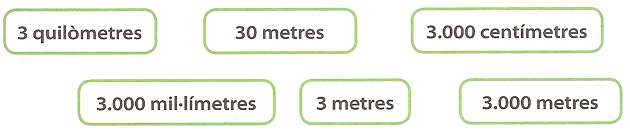 3 quilòmetres
30 metres
3.000 centímetres
3.000 mil·límetres
3 metres
3.000 metres